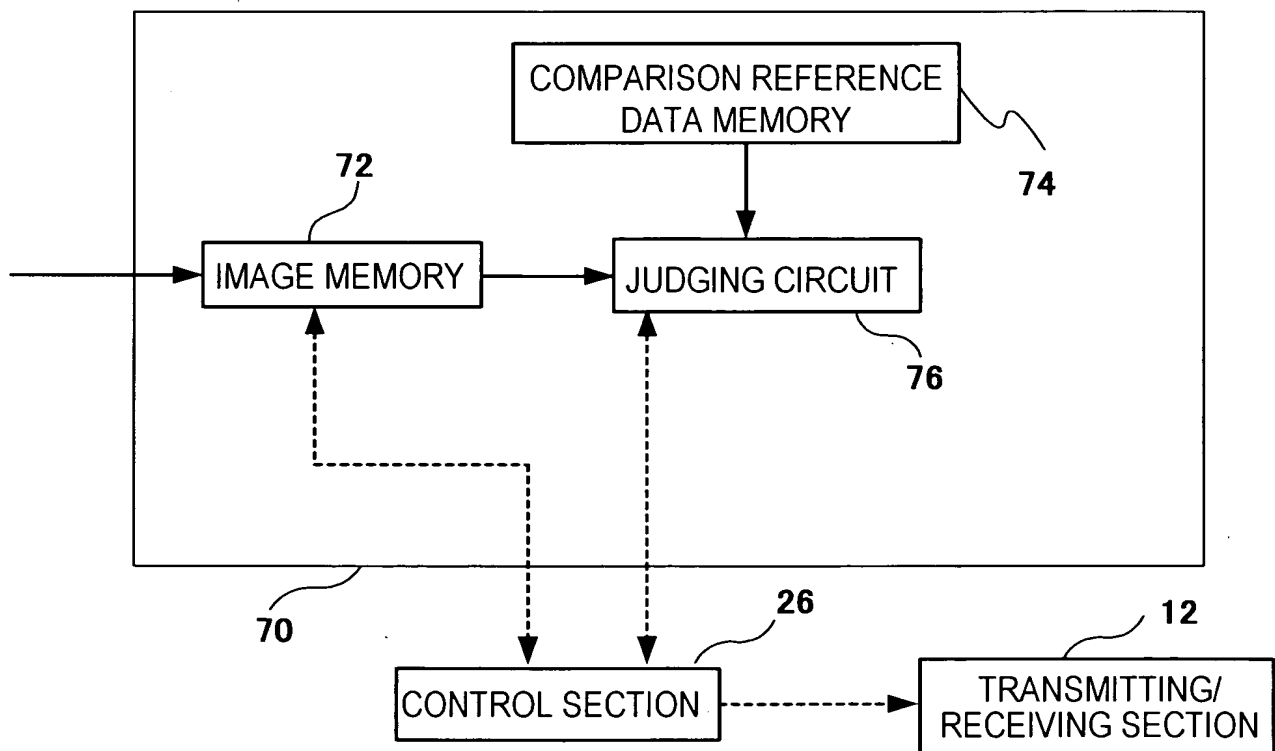 COMPARISON REFERENCE
DATA MEMORY
74
72
IMAGE MEMORY
JUDGING CIRCUIT
76
70
26
12
CONTROL SECTION
TRANSMITTING/
RECEIVING SECTION